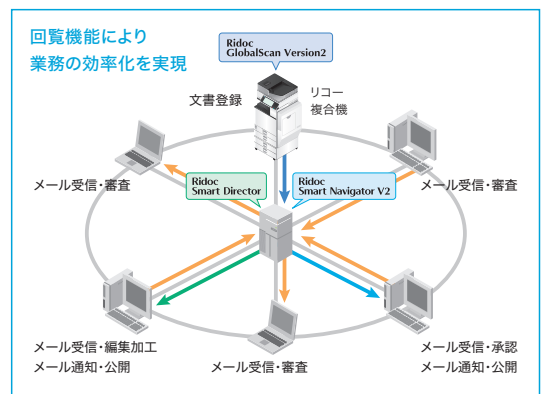 回覧機能により
業務の効率化を実現
Ridoc
GlobalScan Version2
文書登録
リコー
複合機
メール受信・審査
Ridoc
Smart Director
Ridoc
Smart Navigator V2
メール受信・審査
メール受信・編集加工
メール通知・公開
メール受信・審査
メール受信・承認
メール通知・公開